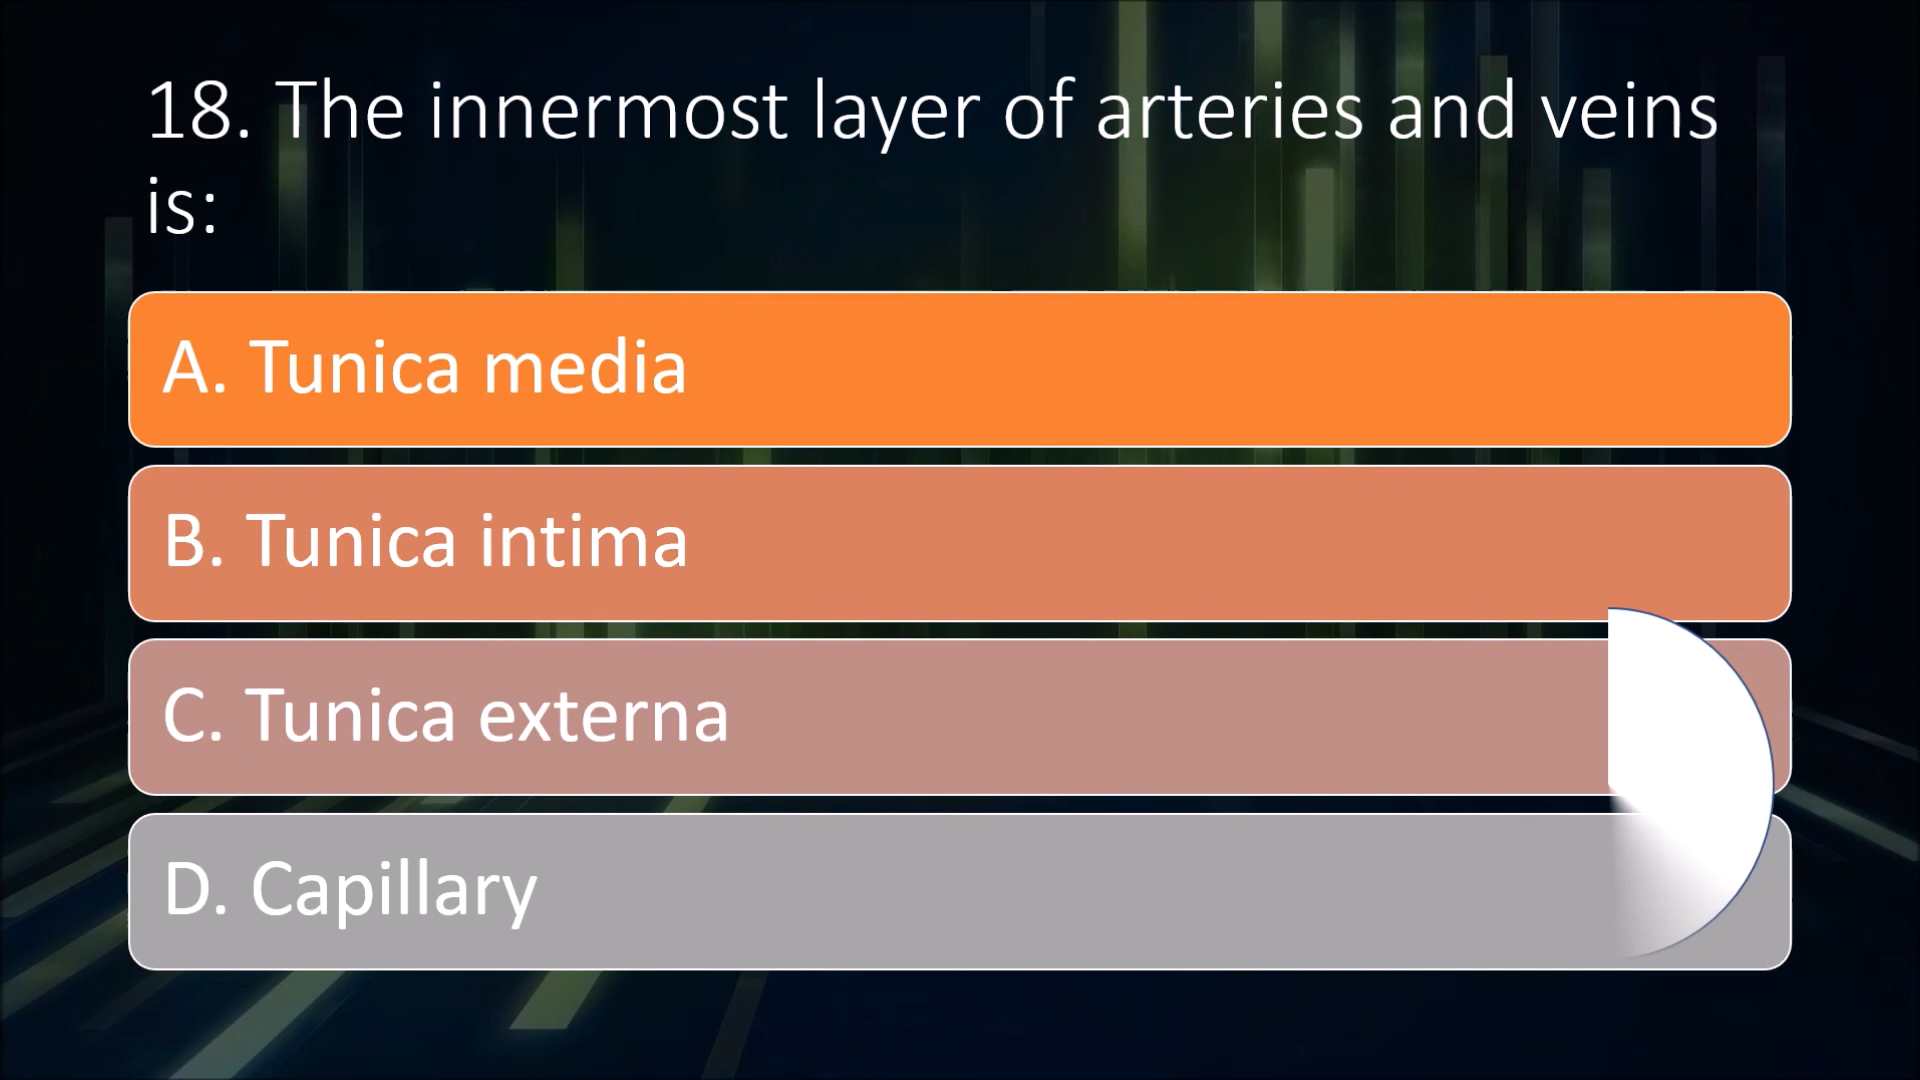 18. The innermost layer of arteries and veins
is:
A. Tunica media
B. Tunica intima
C. Tunica externa
D. Capillary